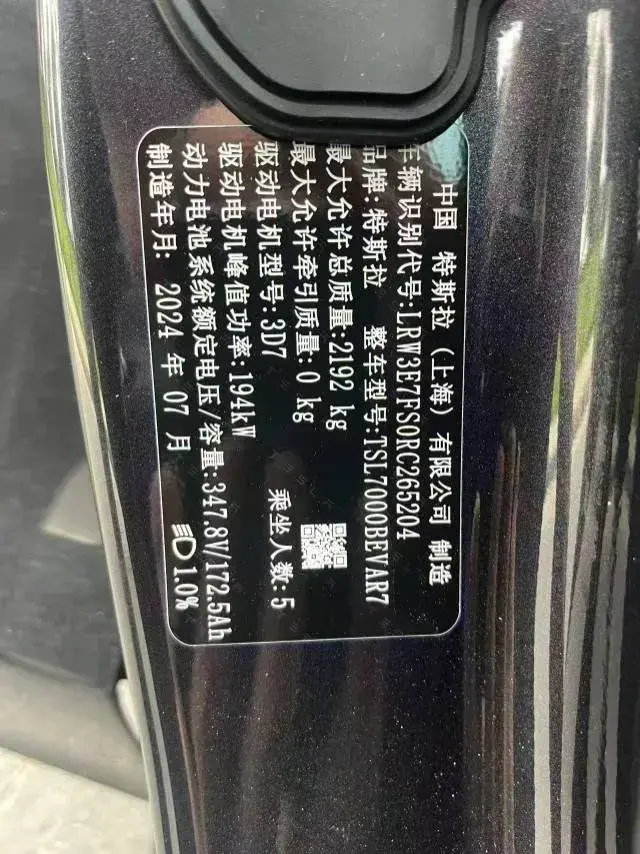 中国 特斯拉 (上海) 有限公司 制造
车辆识别代号:LRW3E7FS0RC265204
品牌:特斯拉 整车型号:TSL7000BEVAR7
最大允许总质量:2192 kg
最大允许牵引质量:0 kg
驱动电机型号:3D7 乘坐人数:5
驱动电机峰值功率:194kW
动力电池系统额定电压/容量:347.8V/172.5Ah
制造年月: 2024 年 07 月 1.0%